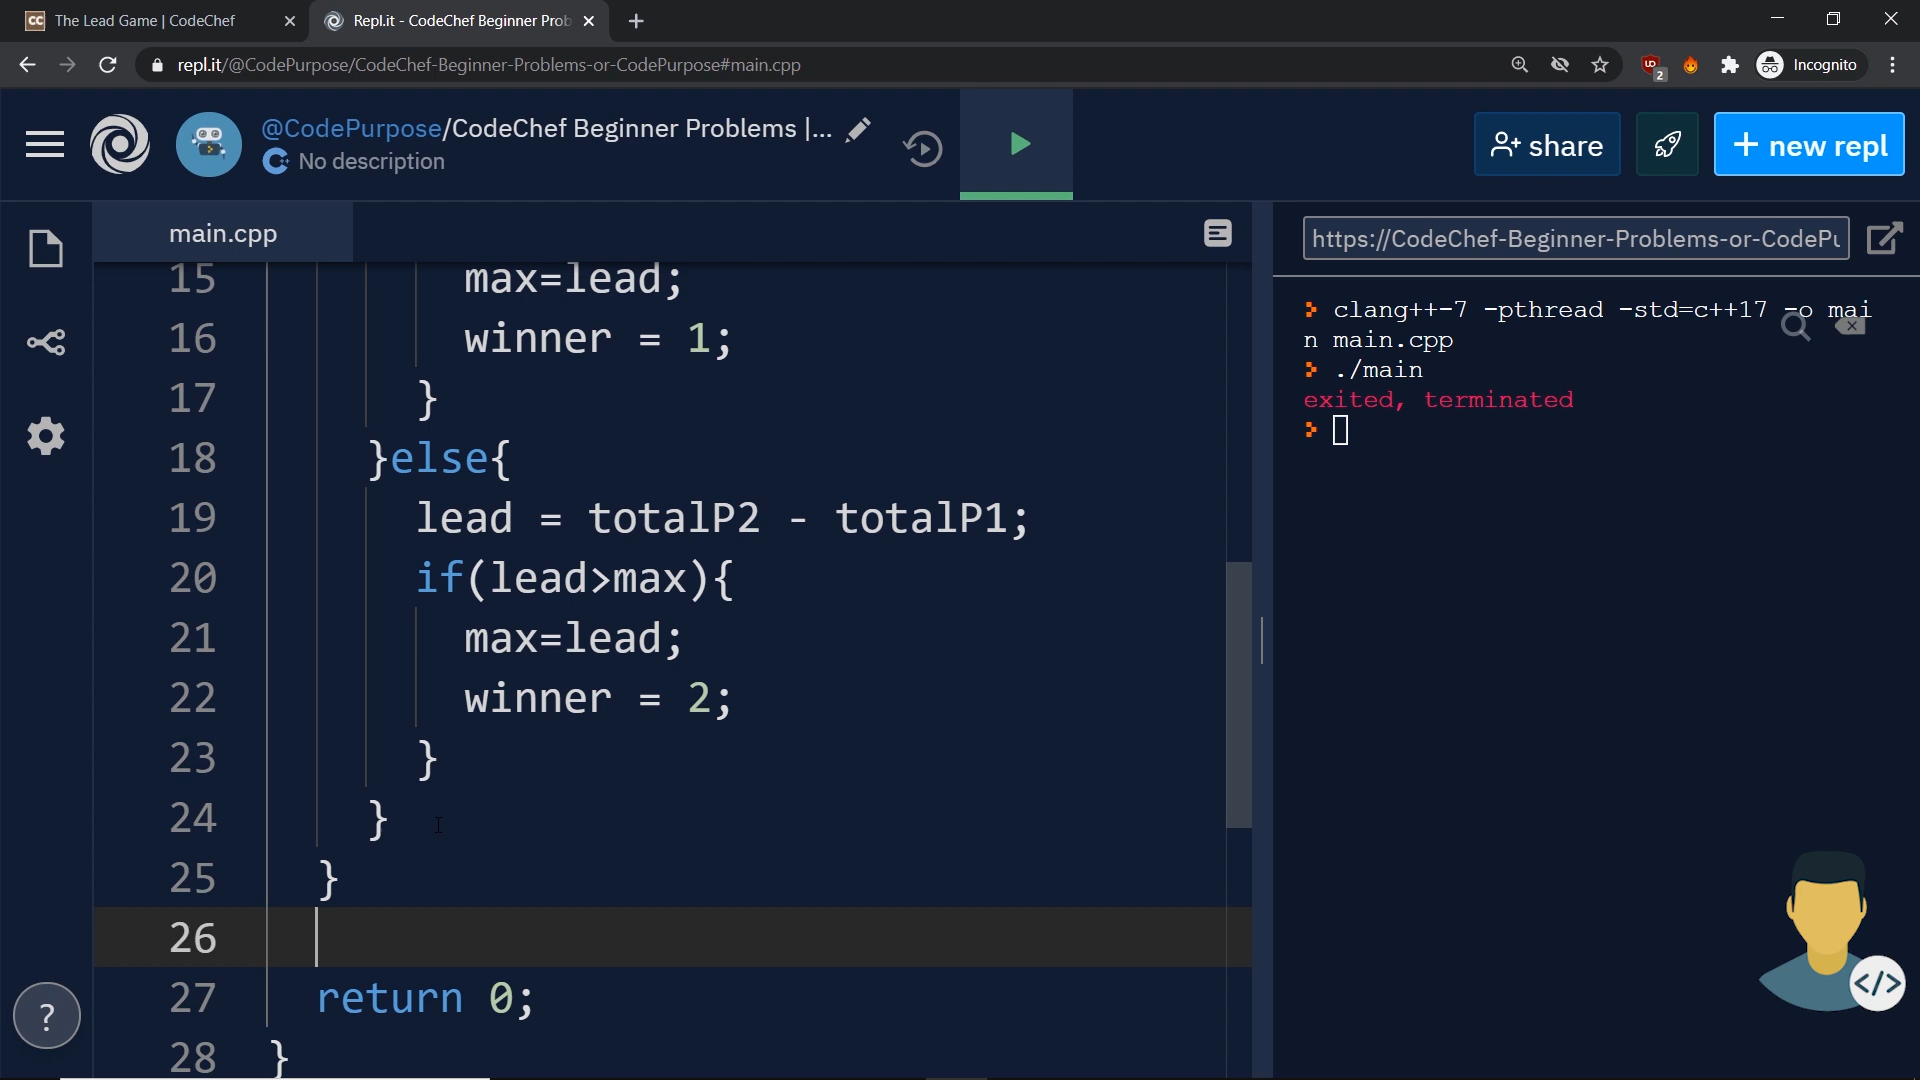 CC The Lead Game | CodeChef
Repl.it - CodeChef Beginner Prob
repl.it/@CodePurpose/CodeChef-Beginner-Problems-or-CodePurpose#main.cpp
2
Incognito
@CodePurpose/CodeChef Beginner Problems |...
No description
share
+ new repl
main.cpp
https://CodeChef-Beginner-Problems-or-CodePu
15 max=lead;
16 winner = 1;
17 }
18 }else{
19 lead = totalP2 - totalP1;
20 if(lead>max){
21 max=lead;
22 winner = 2;
23 }
24 }
25 }
26
27 return 0;
28 }
clang++-7 -pthread -std=c++17 -o mai
n main.cpp
./main
exited, terminated
</>
?